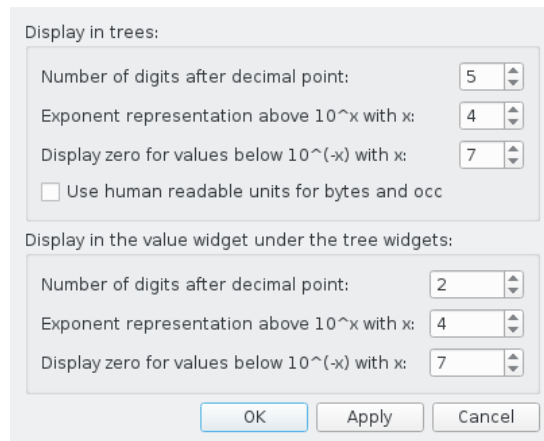 Display in trees:
Number of digits after decimal point: 5
Exponent representation above 10^x with x: 4
Display zero for values below 10^(-x) with x: 7
Use human readable units for bytes and occ
Display in the value widget under the tree widgets:
Number of digits after decimal point: 2
Exponent representation above 10^x with x: 4
Display zero for values below 10^(-x) with x: 7
OK Apply Cancel